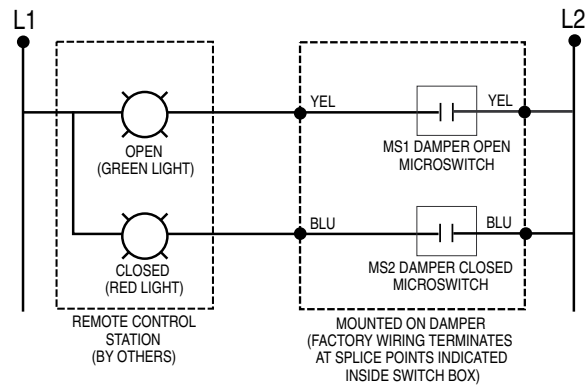 L1
L2
YEL
YEL
OPEN
(GREEN LIGHT)
MS1 DAMPER OPEN
MICROSWITCH
BLU
BLU
CLOSED
(RED LIGHT)
MS2 DAMPER CLOSED
MICROSWITCH
REMOTE CONTROL
STATION
(BY OTHERS)
MOUNTED ON DAMPER
(FACTORY WIRING TERMINATES
AT SPLICE POINTS INDICATED
INSIDE SWITCH BOX)